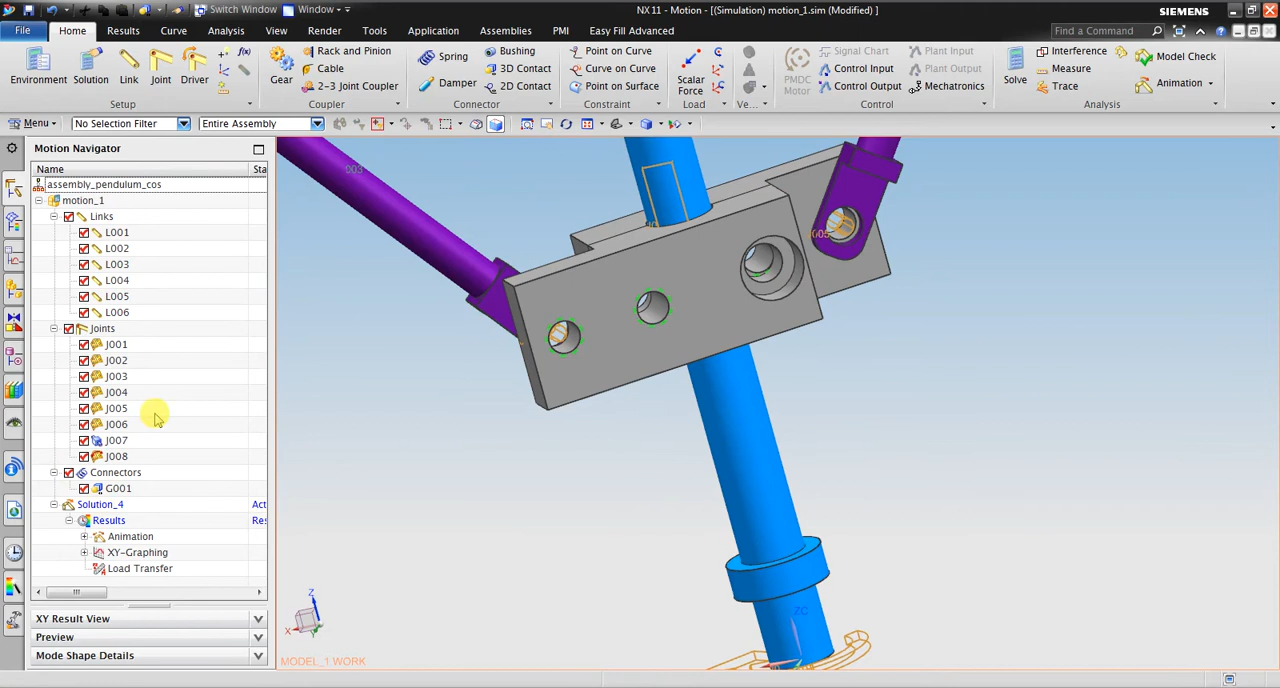 Switch Window
Window
NX 11 - Motion - [(Simulation) motion_1.sim (Modified) ]
SIEMENS
File
Home
Results
Curve
Analysis
View
Render
Tools
Application
Assemblies
PMI
Easy Fill Advanced
Find a Command
Environment
Solution
Link
Joint
Driver
f(x)
Setup
Gear
Rack and Pinion
Cable
2-3 Joint Coupler
Coupler
Spring
Damper
Bushing
3D Contact
2D Contact
Connector
Point on Curve
Curve on Curve
Point on Surface
Constraint
Scalar
Force
Load
Ve...
PMDC
Motor
Signal Chart
Control Input
Control Output
Plant Input
Plant Output
Mechatronics
Control
Solve
Interference
Measure
Trace
Model Check
Animation
Analysis
Menu
No Selection Filter
Entire Assembly
Motion Navigator
Name
Sta
assembly_pendulum_cos
motion_1
Links
L001
L002
L003
L004
L005
L006
Joints
J001
J002
J003
J004
J005
J006
J007
J008
Connectors
G001
Solution_4
Act
Results
Res
Animation
XY-Graphing
Load Transfer
XY Result View
Preview
Mode Shape Details
003
005
ZC
Z
X
Y
MODEL_1 WORK